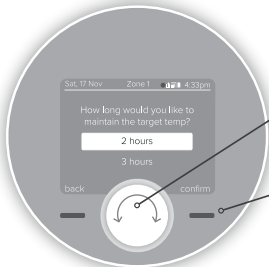 Sat, 17 Nov Zone 1 4:33pm
How long would you like to
maintain the target temp?
2 hours
3 hours
back confirm